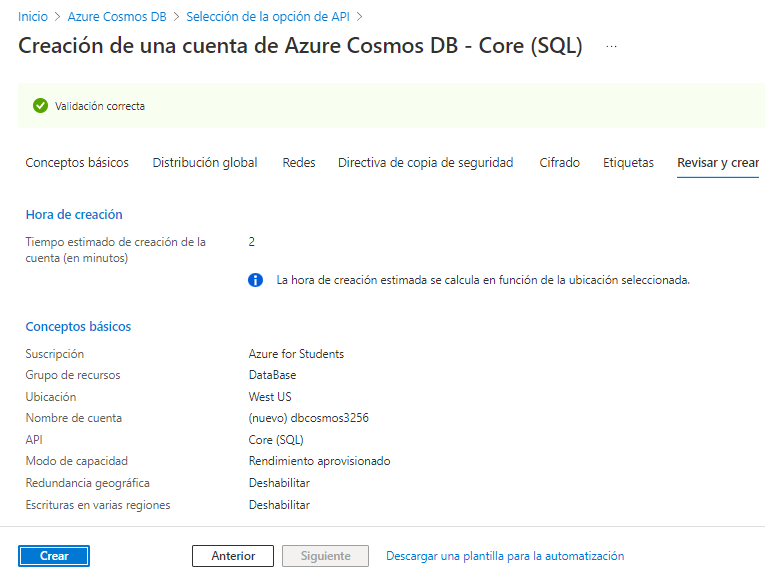 Inicio > Azure Cosmos DB > Selección de la opción de API >
Creación de una cuenta de Azure Cosmos DB - Core (SQL) ...
Validación correcta
Conceptos básicos Distribución global Redes Directiva de copia de seguridad Cifrado Etiquetas Revisar y crear
Hora de creación
Tiempo estimado de creación de la 2
cuenta (en minutos)
La hora de creación estimada se calcula en función de la ubicación seleccionada.
Conceptos básicos
Suscripción Azure for Students
Grupo de recursos DataBase
Ubicación West US
Nombre de cuenta (nuevo) dbcosmos3256
API Core (SQL)
Modo de capacidad Rendimiento aprovisionado
Redundancia geográfica Deshabilitar
Escrituras en varias regiones Deshabilitar
Crear Anterior Siguiente Descargar una plantilla para la automatización